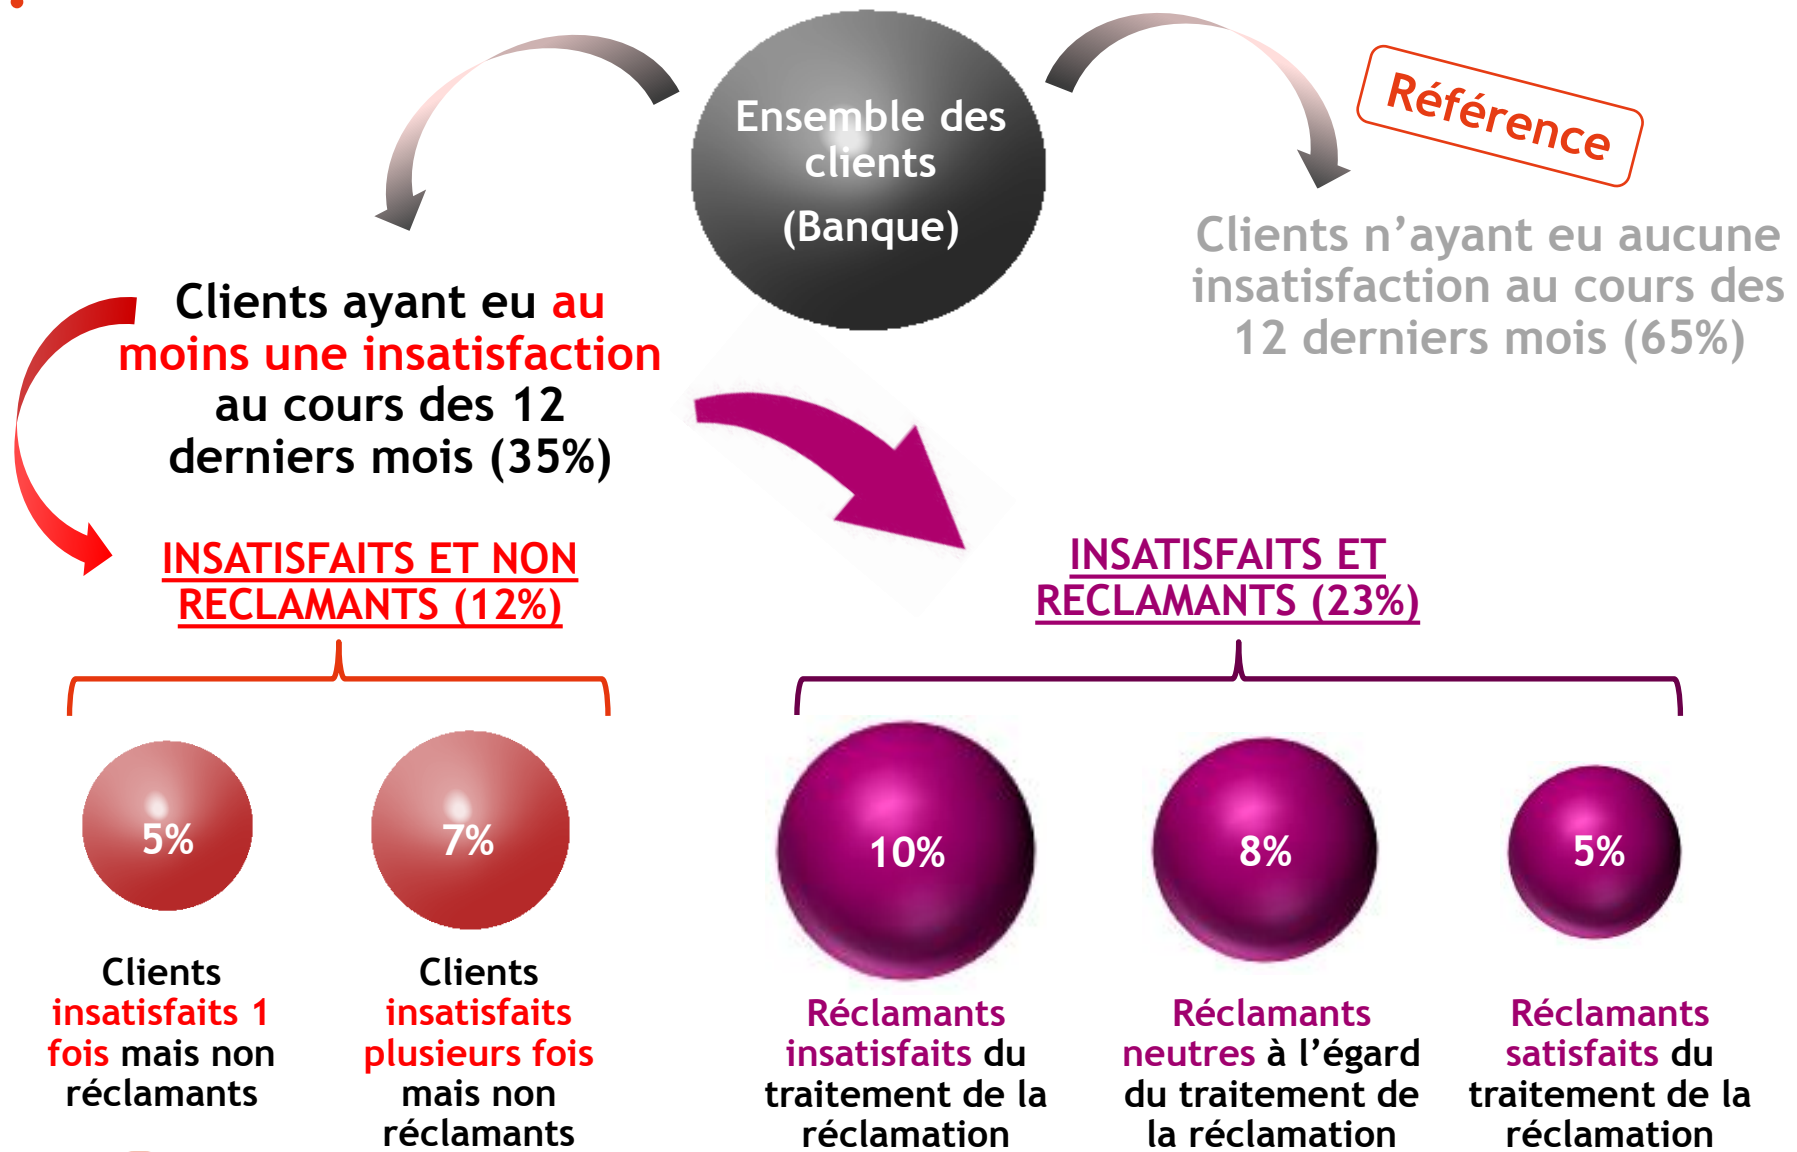 Ensemble des
clients
(Banque)
Référence
Clients n’ayant eu aucune
insatisfaction au cours des
12 derniers mois (65%)
Clients ayant eu au
moins une insatisfaction
au cours des 12
derniers mois (35%)
INSATISFAITS ET NON
RECLAMANTS (12%)
INSATISFAITS ET
RECLAMANTS (23%)
5%
7%
10%
8%
5%
Clients
insatisfaits 1
fois mais non
réclamants
Clients
insatisfaits
plusieurs fois
mais non
réclamants
Réclamants
insatisfaits du
traitement de la
réclamation
Réclamants
neutres à l’égard
du traitement de
la réclamation
Réclamants
satisfaits du
traitement de la
réclamation